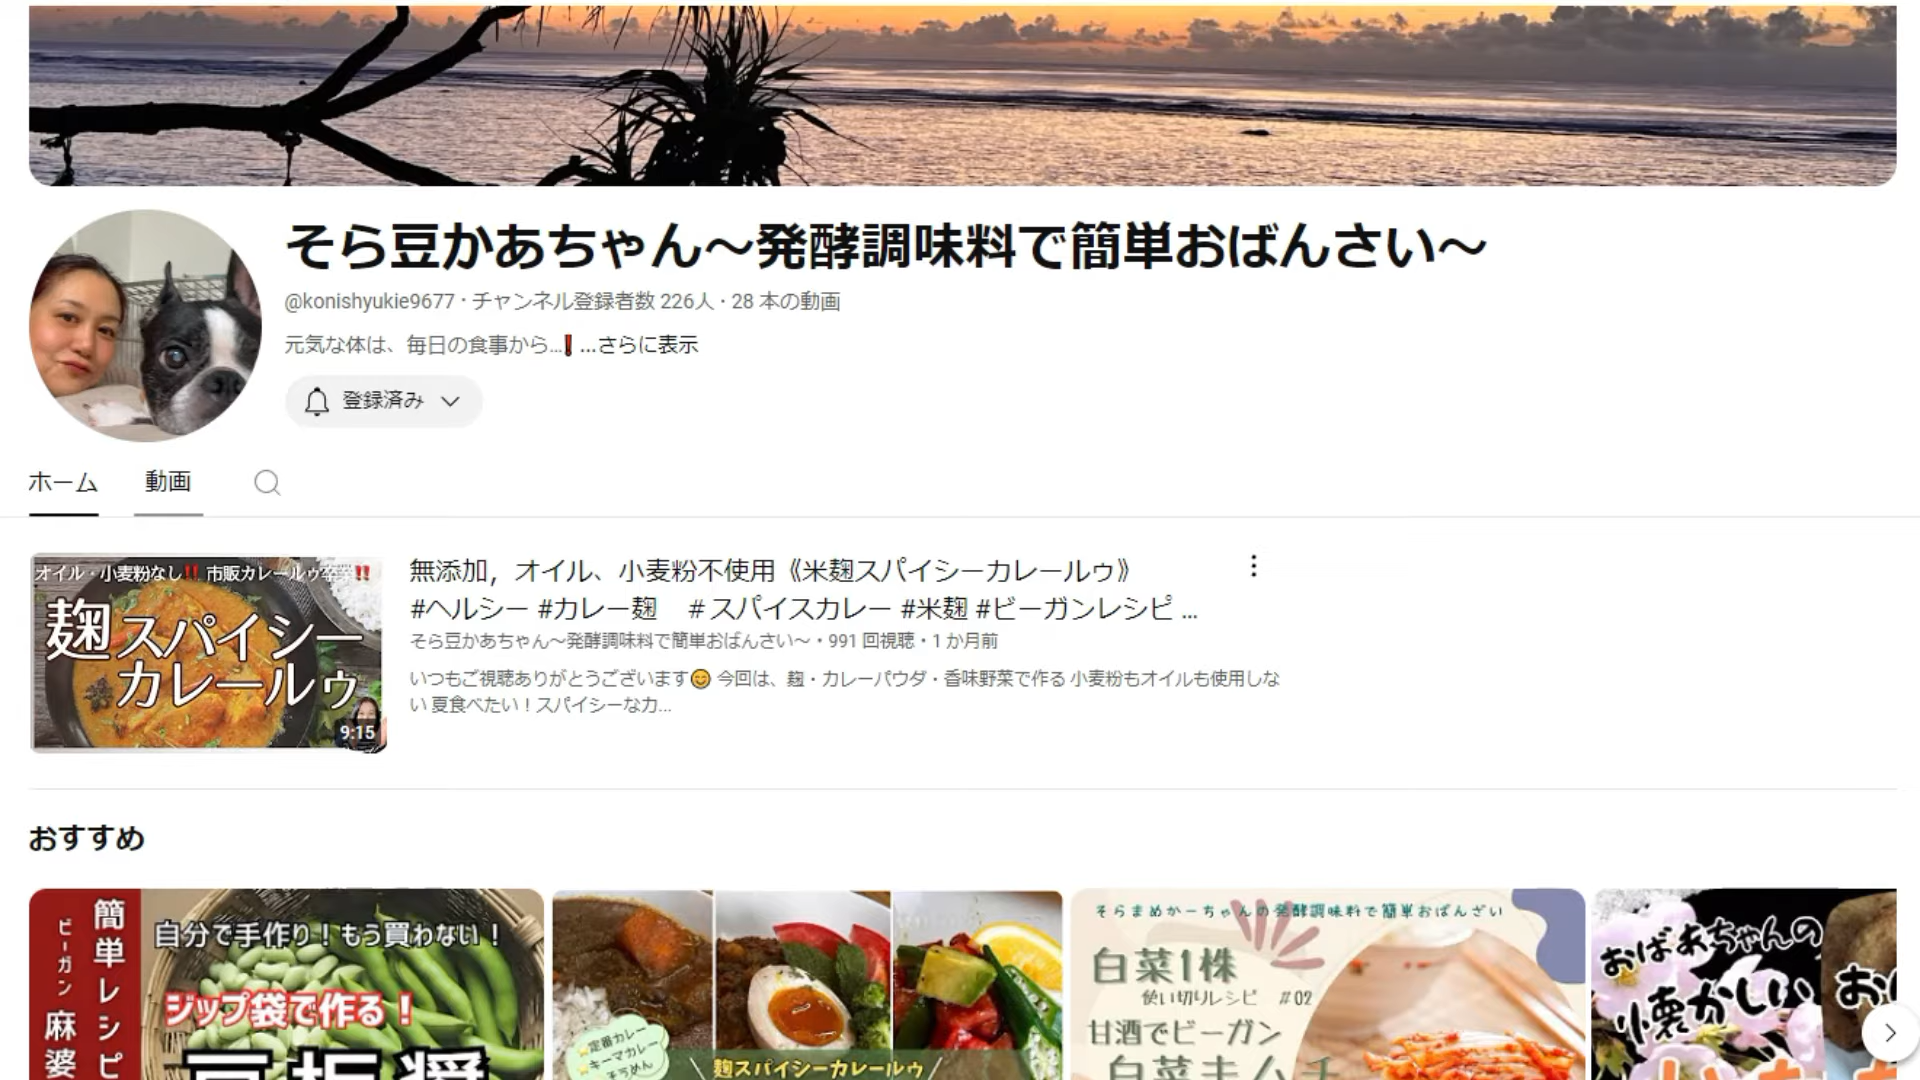 そら豆かあちゃん〜発酵調味料で簡単おばんさい〜
@konishyukie9677・チャンネル登録者数 226人・28 本の動画
元気な体は、毎日の食事から...❗...さらに表示
登録済み
ホーム
動画
オイル・小麦粉なし‼ 市販カレールゥ卒業‼
麹スパイシー
カレールゥ
9:15
無添加，オイル、小麦粉不使用《米麹スパイシーカレールゥ》
#ヘルシー #カレー麹　＃スパイスカレー #米麹 #ビーガンレシピ ...
そら豆かあちゃん〜発酵調味料で簡単おばんさい〜・991 回視聴・1 か月前
いつもご視聴ありがとうございます😊 今回は、麹・カレーパウダ・香味野菜で作る 小麦粉もオイルも使用しな
い 夏食べたい！スパイシーなカ...
おすすめ
簡単レシピ
ビーガン 麻婆
自分で手作り！もう買わない！
ジップ袋で作る！
豆板醤
定番カレー
キーマカレー
そうめん
麹スパイシーカレールゥ
そらまめかーちゃんの発酵調味料で簡単おばんざい
白菜1株
使い切りレシピ #02
甘酒でビーガン
白菜キムチ
おばあちゃんの
懐かしい